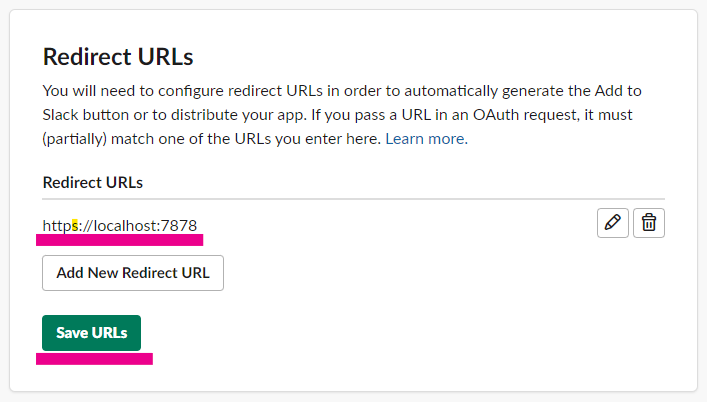 Redirect URLs
You will need to configure redirect URLs in order to automatically generate the Add to
Slack button or to distribute your app. If you pass a URL in an OAuth request, it must
(partially) match one of the URLs you enter here. Learn more.
Redirect URLs
https://localhost:7878
Add New Redirect URL
Save URLs